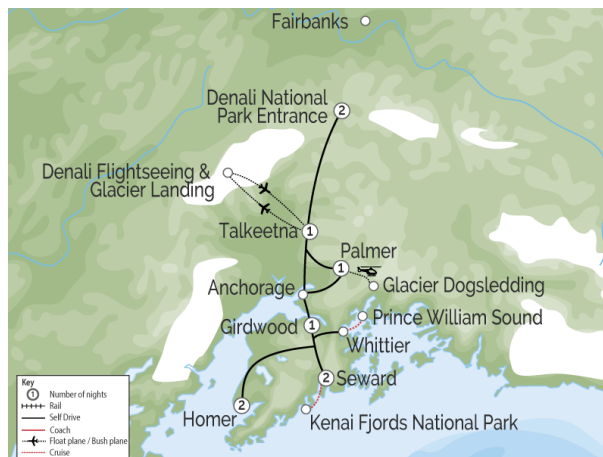 Fairbanks
Denali National
Park Entrance
2
Denali Flightseeing &
Glacier Landing
Talkeetna
1
Palmer
1
Glacier Dogsledding
Anchorage
Prince William Sound
Girdwood
1
Whittier
2
Seward
2
Homer
Kenai Fjords National Park
Key
1
Number of nights
Rail
Self Drive
Coach
Float plane / Bush plane
Cruise